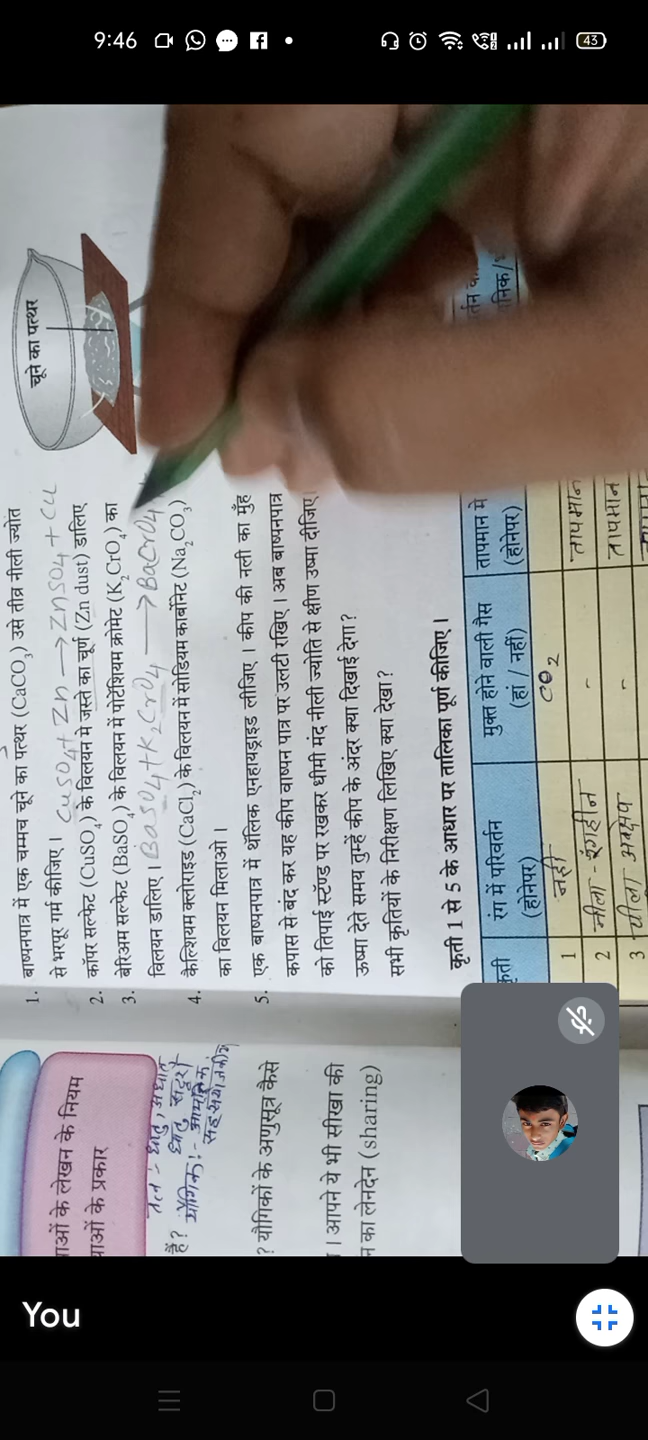 9:46
43
चूने का पत्थर
1. बाष्पनपात्र में एक चम्मच चूने का पत्थर (CaCO₃) उसे तीव्र नीली ज्योत
से भरपूर गर्म कीजिए। CuSO₄ + Zn → ZnSO₄ + Cu
2. कॉपर सल्फेट (CuSO₄) के विलयन मे जस्ते का चूर्ण (Zn dust) डालिए
3. बेरिअम सल्फेट (BaSO₄) के विलयन में पोटॅशियम क्रोमेट (K₂CrO₄) का
विलयन डालिए। BaSO₄ + K₂CrO₄ → BaCrO₄
4. कैल्शियम क्लोराइड (CaCl₂) के विलयन में सोडियम कार्बोनेट (Na₂CO₃)
का विलयन मिलाओ।
5. एक बाष्पनपात्र में थॅलिक एनहायड्राइड लीजिए। कीप की नली का मुँह
कपास से बंद कर यह कीप वाष्पन पात्र पर उलटी रखिए। अब बाष्पनपात्र
को तिपाई स्टॅण्ड पर रखकर धीमी मंद नीली ज्योति से क्षीण उष्मा दीजिए।
ऊष्मा देते समय तुम्हें कीप के अंदर क्या दिखाई देगा?
सभी कृतियों के निरीक्षण लिखिए क्या देखा?
कृती 1 से 5 के आधार पर तालिका पूर्ण कीजिए।
कृती रंग में परिवर्तन (होनेपर) मुक्त होने वाली गैस (हां / नहीं) तापमान में (होनेपर)
1 नही CO₂ तापमान
2 नीला - रंगहीन - तापमान
3 पीला अवक्षेप -
ाओं के लेखन के नियम
याओं के प्रकार
हैं?
? यौगिकों के अणुसूत्र कैसे
। आपने ये भी सीखा की
न का लेनदेन (sharing)
You